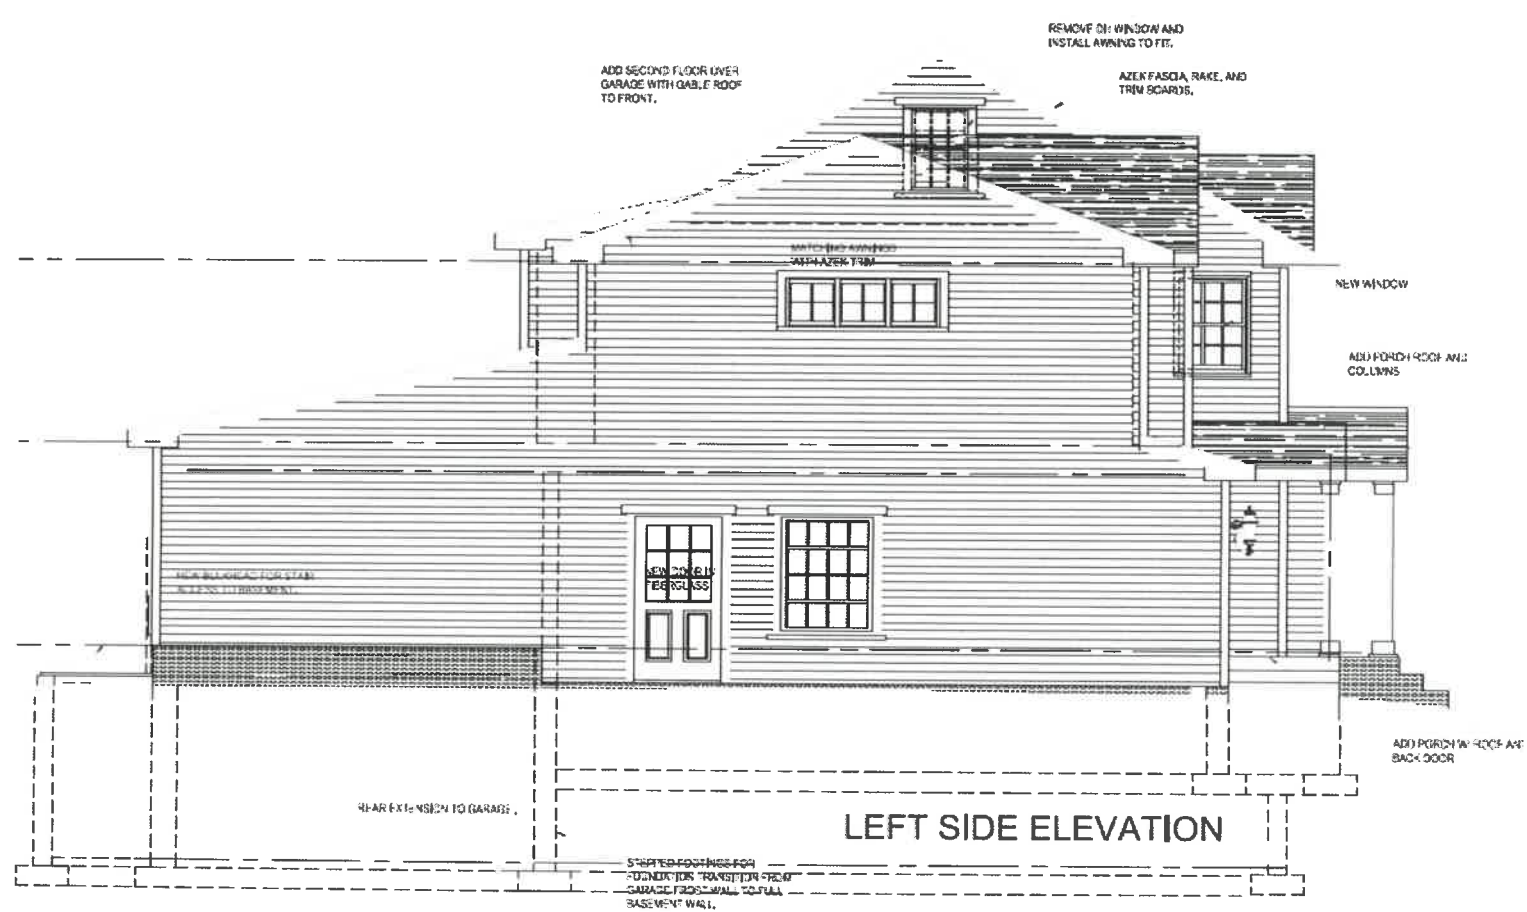 REMOVE DH WINDOW AND
INSTALL AWNING TO FIT.
ADD SECOND FLOOR OVER
GARAGE WITH GABLE ROOF
TO FRONT.
AZEK FASCIA, RAKE, AND
TRIM BOARDS.
MATCHING AWNINGS
WITH AZEK TRIM
NEW WINDOW
ADD PORCH ROOF AND
COLUMNS
NEW DOOR IN
FIBERGLASS
NEW BULKHEAD FOR STAIR
ACCESS TO BASEMENT.
ADD PORCH W/ ROOF AND
BACK DOOR
REAR EXTENSION TO GARAGE.
LEFT SIDE ELEVATION
STEPPED FOOTINGS FOR
FOUNDATION TRANSITION FROM
GARAGE FROST WALL TO FULL
BASEMENT WALL.